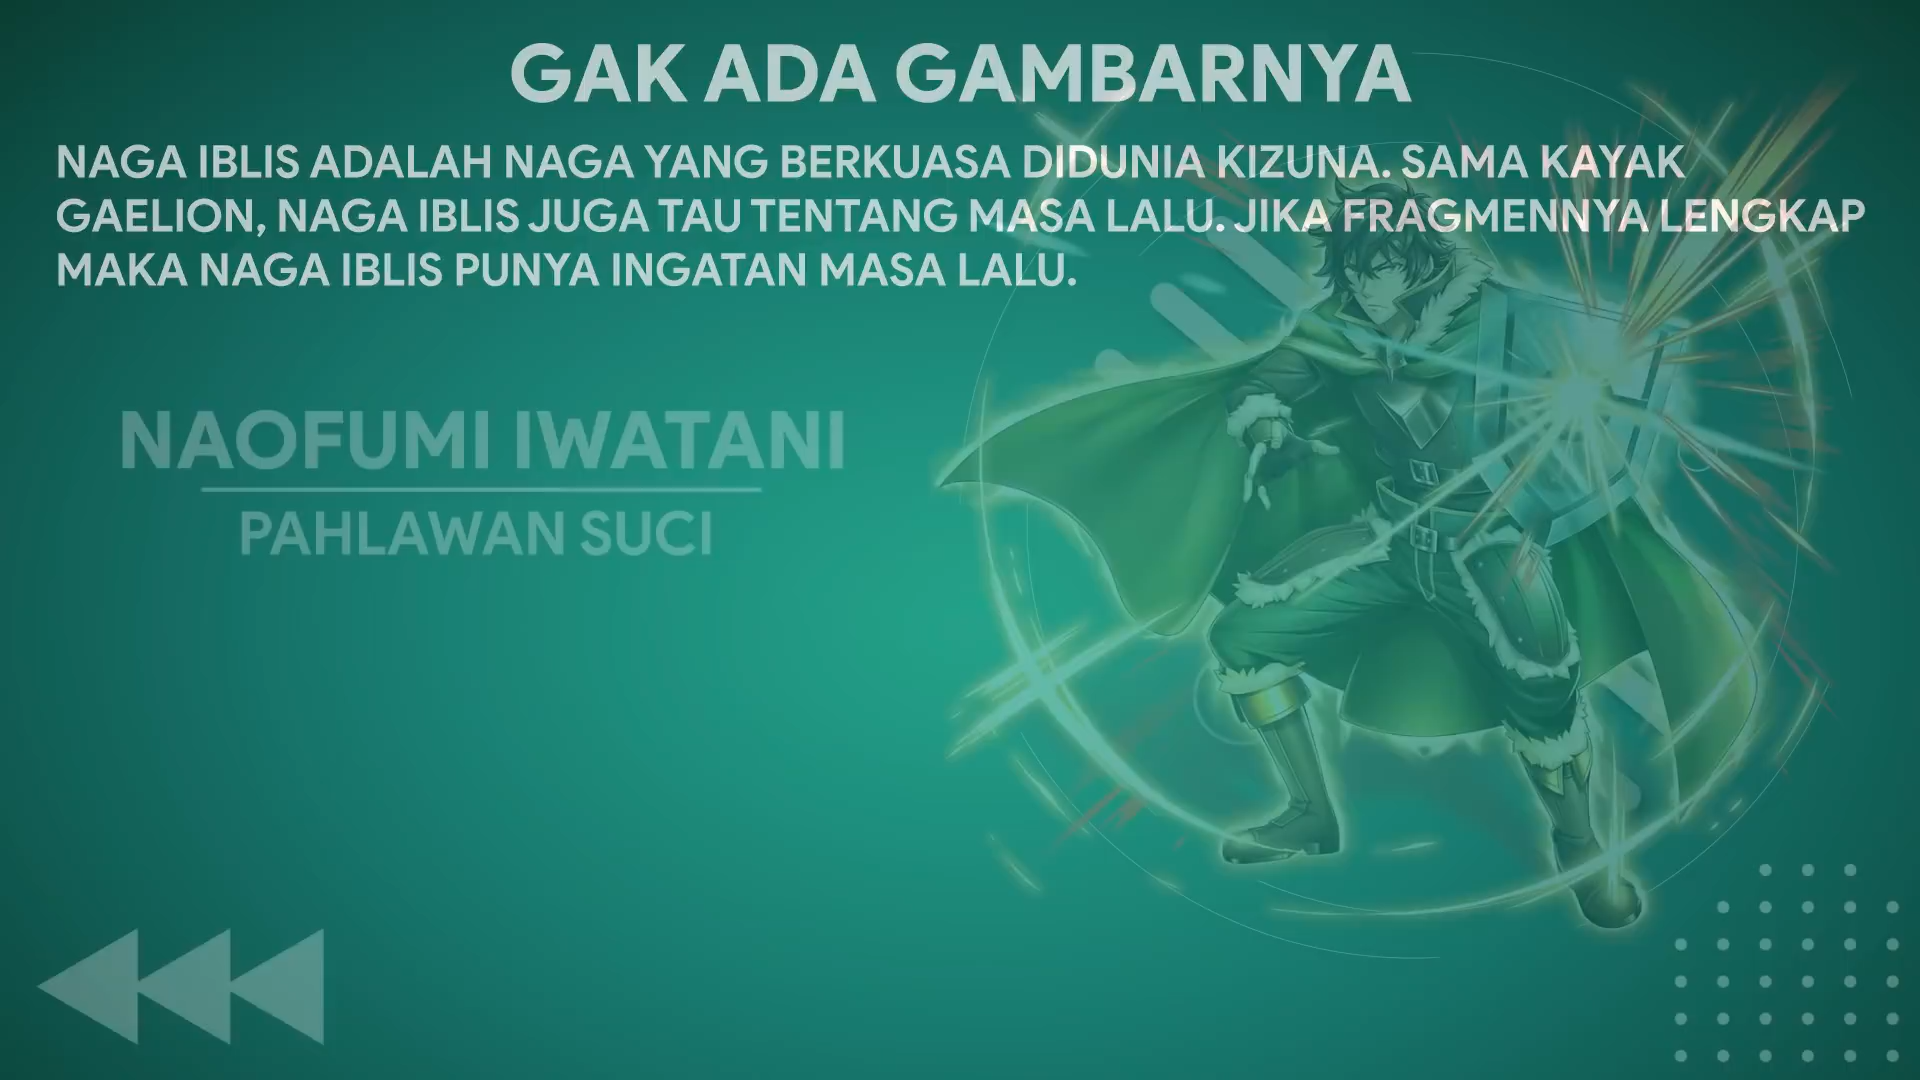 GAK ADA GAMBARNYA
NAGA IBLIS ADALAH NAGA YANG BERKUASA DIDUNIA KIZUNA. SAMA KAYAK
GAELION, NAGA IBLIS JUGA TAU TENTANG MASA LALU. JIKA FRAGMENNYA LENGKAP
MAKA NAGA IBLIS PUNYA INGATAN MASA LALU.
NAOFUMI IWATANI
PAHLAWAN SUCI